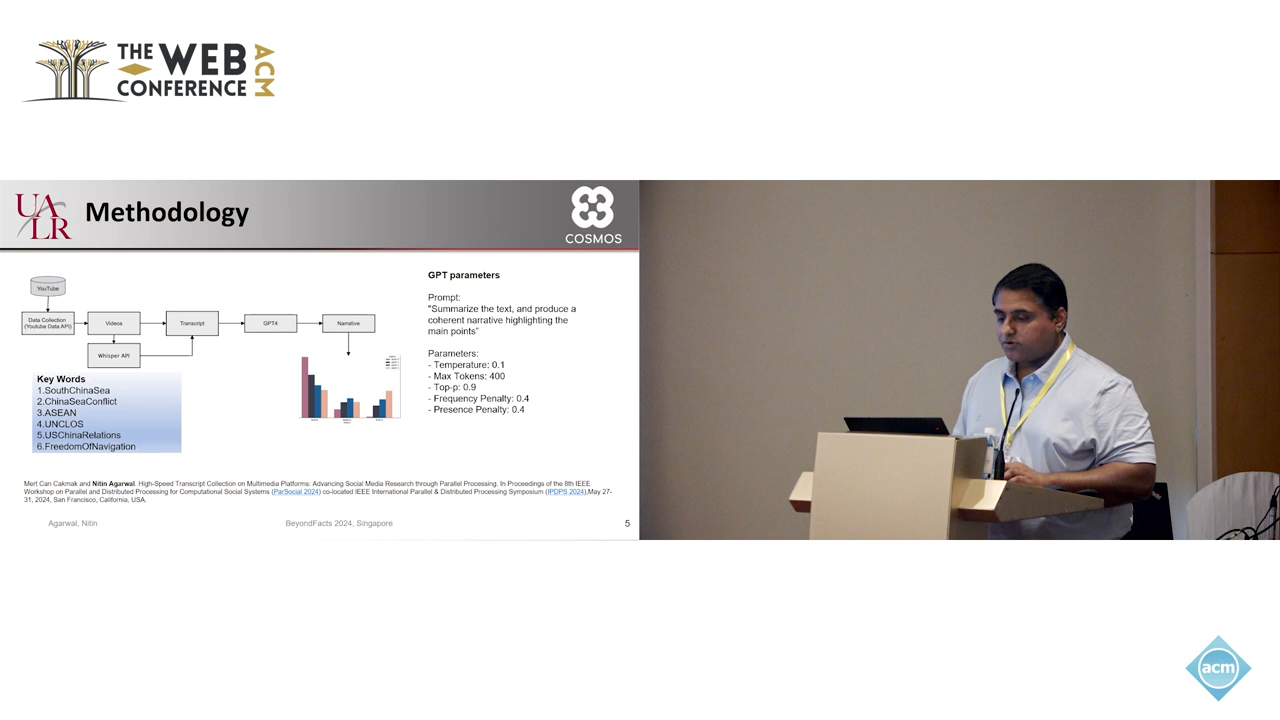 THE WEB
CONFERENCE
ACM
UA
LR
Methodology
COSMOS
YouTube
Data Collection
(Youtube Data API)
Videos
Transcript
GPT4
Narrative
Whisper API
Key Words
1.SouthChinaSea
2.ChinaSeaConflict
3.ASEAN
4.UNCLOS
5.USChinaRelations
6.FreedomOfNavigation
GPT parameters
Prompt:
"Summarize the text, and produce a
coherent narrative highlighting the
main points"
Parameters:
- Temperature: 0.1
- Max Tokens: 400
- Top-p: 0.9
- Frequency Penalty: 0.4
- Presence Penalty: 0.4
Mert Can Cakmak and Nitin Agarwal. High-Speed Transcript Collection on Multimedia Platforms: Advancing Social Media Research through Parallel Processing. In Proceedings of the 8th IEEE
Workshop on Parallel and Distributed Processing for Computational Social Systems (ParSocial 2024) co-located IEEE International Parallel & Distributed Processing Symposium (IPDPS 2024),May 27-
31, 2024, San Francisco, California, USA.
Agarwal, Nitin
BeyondFacts 2024, Singapore
5
acm